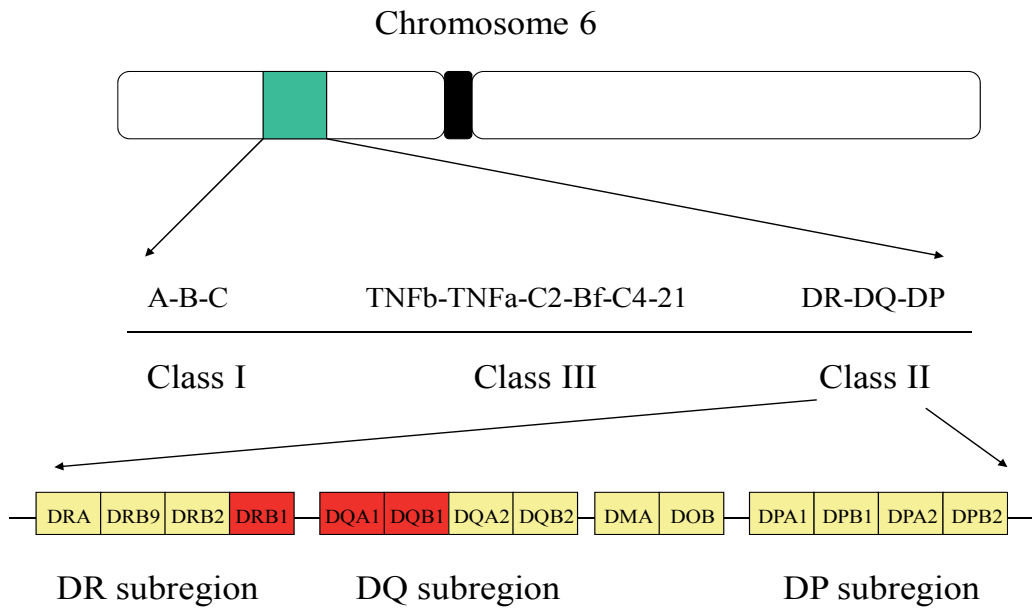 Chromosome 6
A-B-C TNFb-TNFa-C2-Bf-C4-21 DR-DQ-DP
Class I Class III Class II
DRA DRB9 DRB2 DRB1 DQA1 DQB1 DQA2 DQB2 DMA DOB DPA1 DPB1 DPA2 DPB2
DR subregion DQ subregion DP subregion